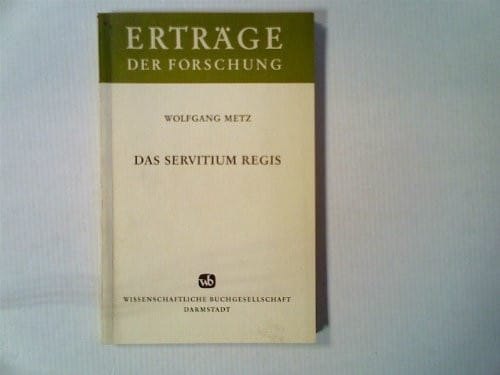 ERTRÄGE
DER FORSCHUNG
WOLFGANG METZ
DAS SERVITIUM REGIS
wb
WISSENSCHAFTLICHE BUCHGESELLSCHAFT
DARMSTADT